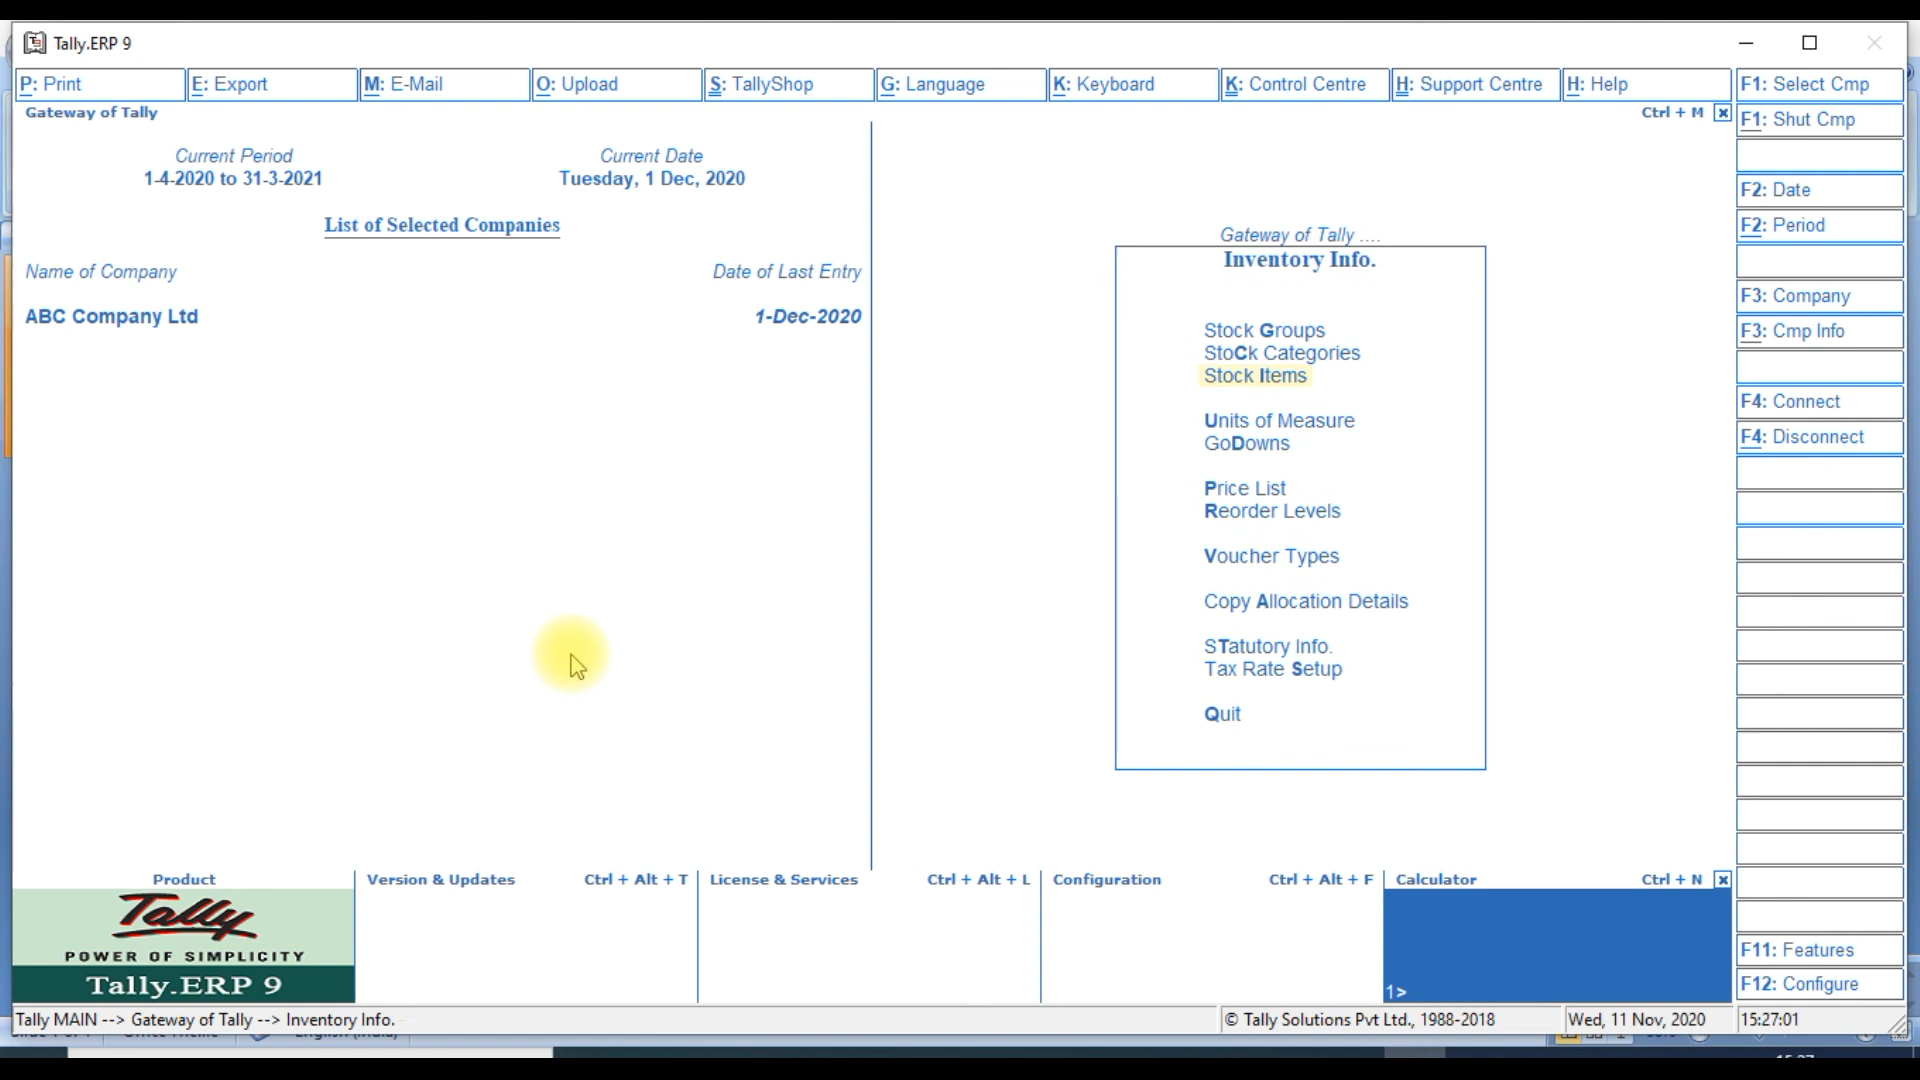 Tally.ERP 9
P: Print
E: Export
M: E-Mail
O: Upload
S: TallyShop
G: Language
K: Keyboard
K: Control Centre
H: Support Centre
H: Help
F1: Select Cmp
Gateway of Tally
Ctrl + M
F1: Shut Cmp
Current Period
Current Date
1-4-2020 to 31-3-2021
Tuesday, 1 Dec, 2020
List of Selected Companies
Name of Company
Date of Last Entry
ABC Company Ltd
1-Dec-2020
Gateway of Tally ....
Inventory Info.
Stock Groups
StoCk Categories
Stock Items
Units of Measure
GoDowns
Price List
Reorder Levels
Voucher Types
Copy Allocation Details
STatutory Info.
Tax Rate Setup
Quit
F2: Date
F2: Period
F3: Company
F3: Cmp Info
F4: Connect
F4: Disconnect
F11: Features
F12: Configure
Product
Version & Updates Ctrl + Alt + T
License & Services Ctrl + Alt + L
Configuration Ctrl + Alt + F
Calculator Ctrl + N
Tally
POWER OF SIMPLICITY
Tally.ERP 9
1>
Tally MAIN --> Gateway of Tally --> Inventory Info.
© Tally Solutions Pvt Ltd., 1988-2018
Wed, 11 Nov, 2020
15:27:01